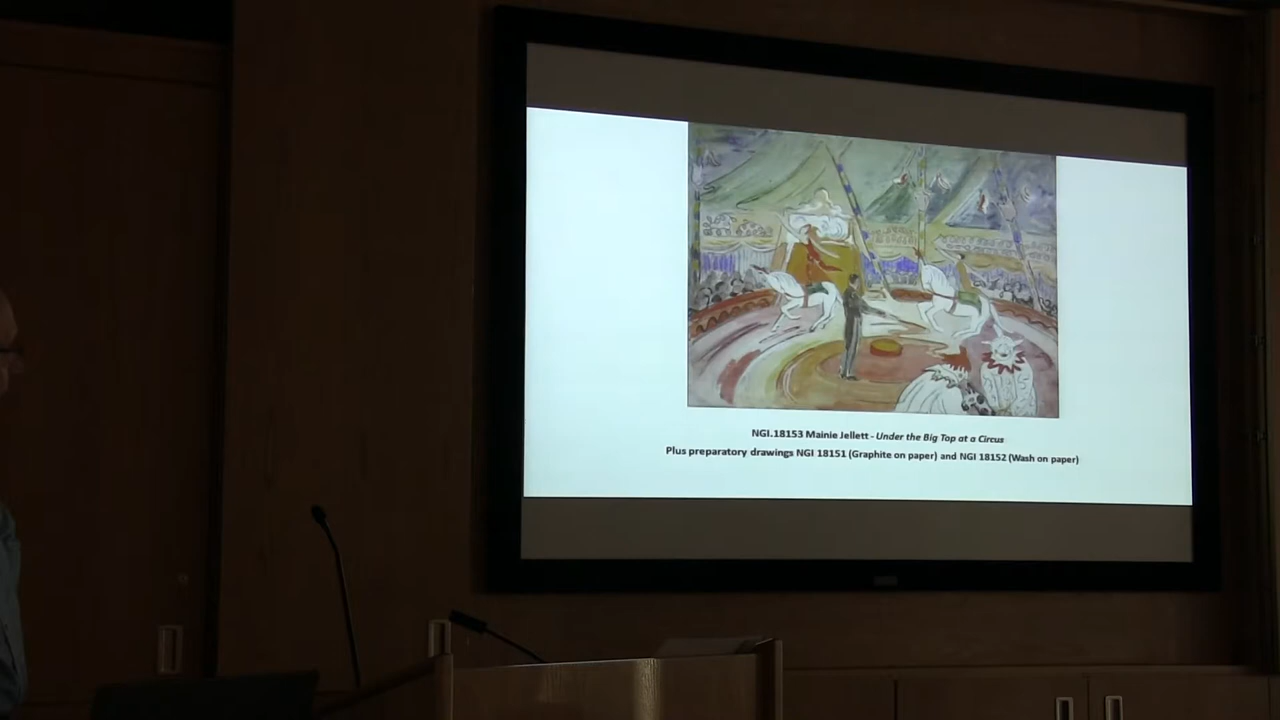 NGI.18153 Mainie Jellett - Under the Big Top at a Circus
Plus preparatory drawings NGI 18151 (Graphite on paper) and NGI 18152 (Wash on paper)